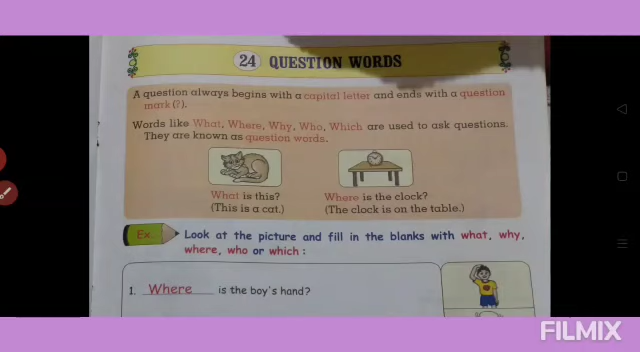 24 QUESTION WORDS
A question always begins with a capital letter and ends with a question
mark (?).
Words like What, Where, Why, Who, Which are used to ask questions.
They are known as question words.
What is this?
(This is a cat.)
Where is the clock?
(The clock is on the table.)
Ex. Look at the picture and fill in the blanks with what, why,
where, who or which :
1. Where is the boy's hand?
FILMIX